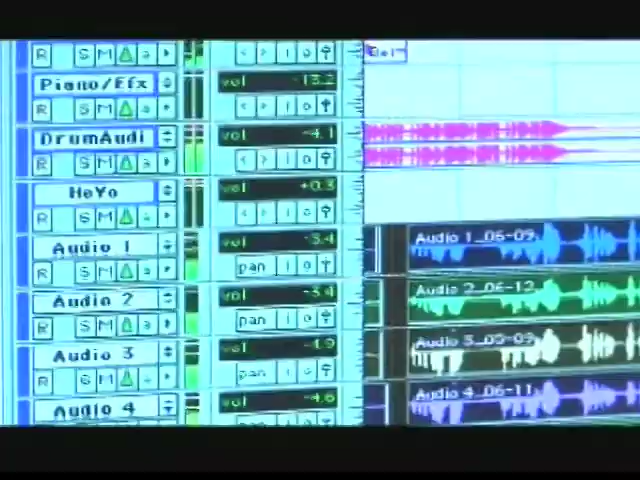 R S M a
Piano/Efx vol -13.2
R S M a
DrumAudi vol -4.1
R S M a
HeYo vol +0.3
R S M a
Audio 1 vol -3.4 Audio 1_06-09
R S M a pan
Audio 2 vol -3.4 Audio 2_06-12
R S M a pan
Audio 3 vol -4.9 Audio 3_05-09
R S M a pan
Audio 4 vol -4.6 Audio 4_06-11